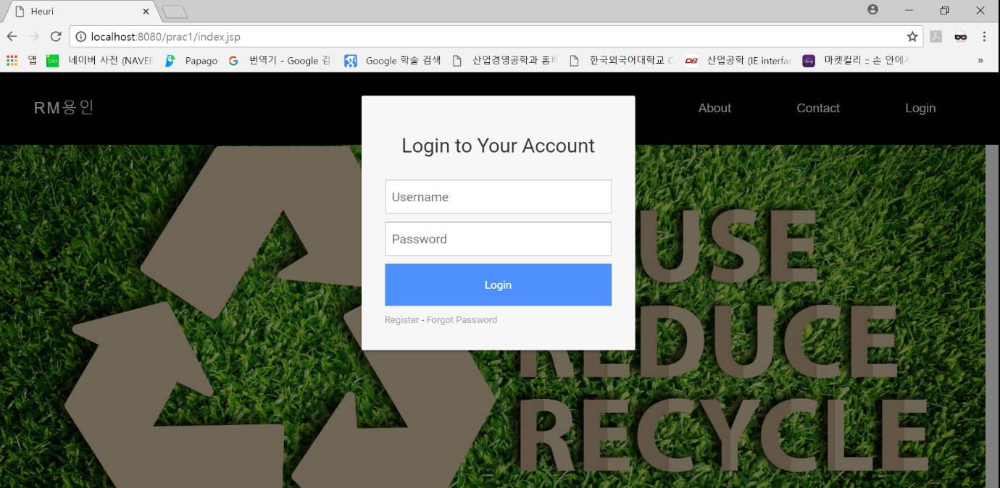 Heuri
localhost:8080/prac1/index.jsp
앱 네이버 사전 (NAVER Papago 번역기 - Google 검 Google 학술 검색 산업경영공학과 홈페 한국외국어대학교 산업공학 (IE interfac 마켓컬리 :: 손 안에서 »
RM용인 About Contact Login
Login to Your Account
Username
Password
Login
Register - Forgot Password
USE
REDUCE
RECYCLE